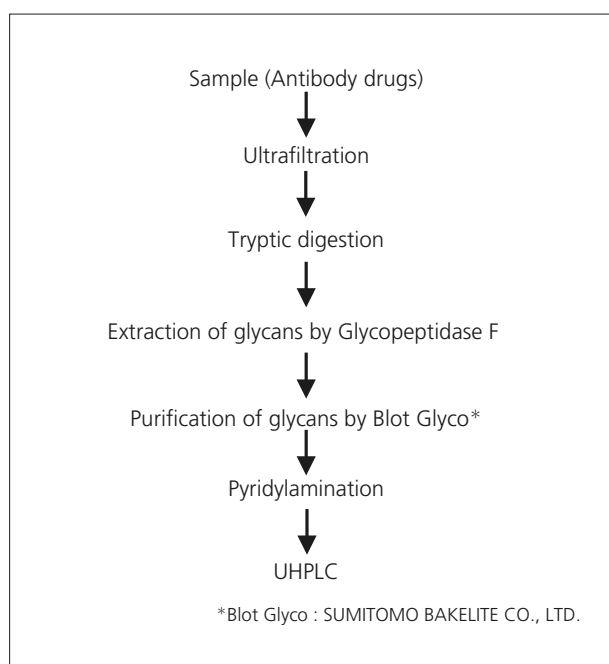 Sample (Antibody drugs)
Ultrafiltration
Tryptic digestion
Extraction of glycans by Glycopeptidase F
Purification of glycans by Blot Glyco*
Pyridylamination
UHPLC
*Blot Glyco : SUMITOMO BAKELITE CO., LTD.